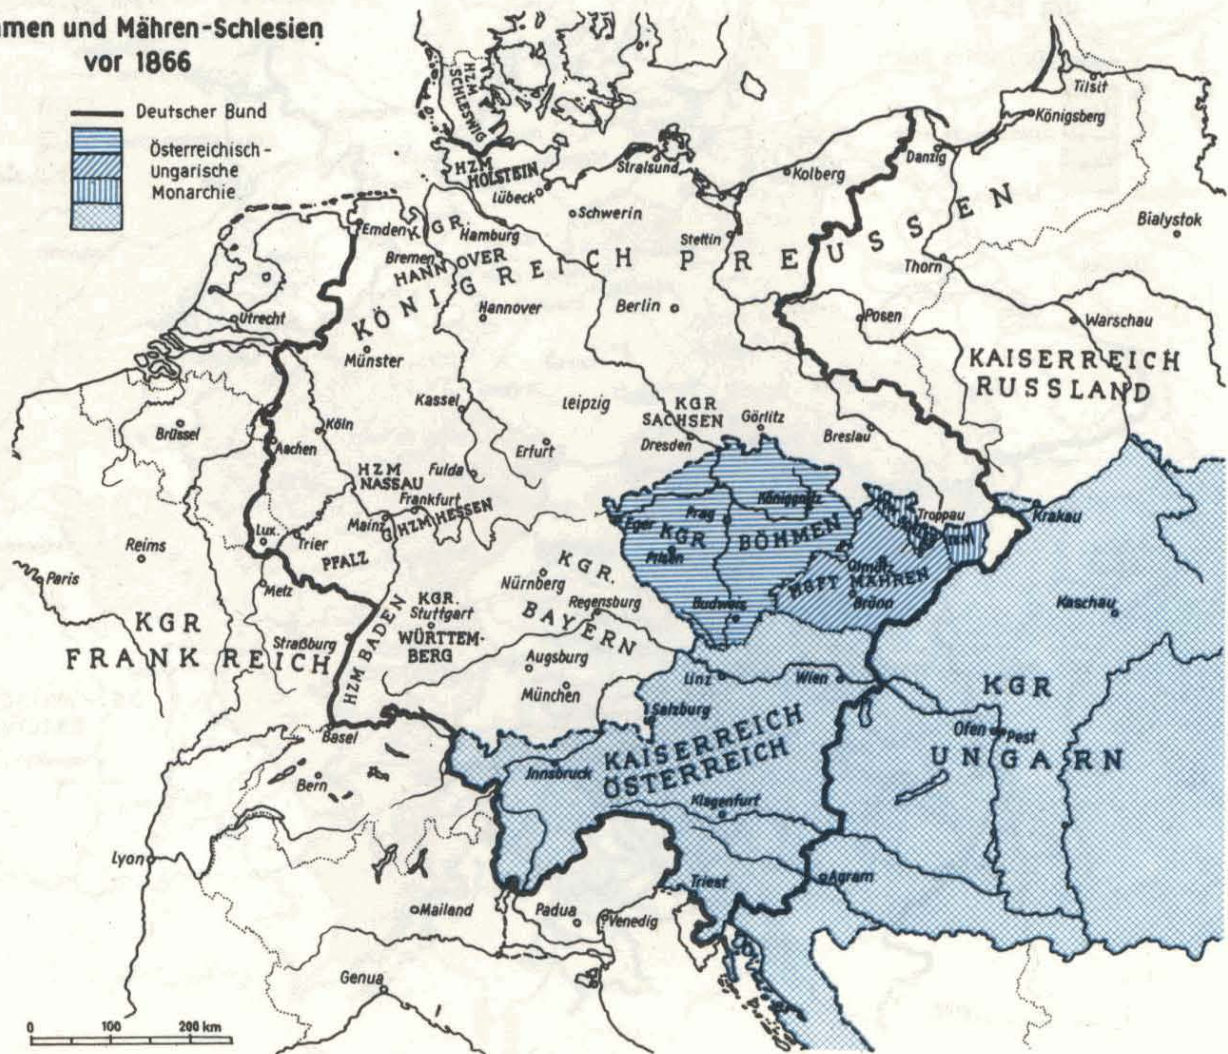 men und Mähren-Schlesien
vor 1866
Deutscher Bund
Österreichisch-
Ungarische
Monarchie
HZM
SCHLESWIG
HZM
HOLSTEIN
Lübeck
Stralsund
Kolberg
Danzig
Tilsit
Königsberg
Schwerin
Stettin
Bialystok
Emden
KGR.
HANNOVER
Hamburg
Bremen
KÖNIGREICH PREUSSEN
Thorn
Utrecht
Hannover
Berlin
Posen
Warschau
Münster
KAISERREICH
RUSSLAND
Kassel
Leipzig
KGR
SACHSEN
Görlitz
Dresden
Breslau
Brüssel
Köln
Aachen
Erfurt
HZM
NASSAU
Fulda
Frankfurt
Mainz
G HZM HESSEN
Königgrätz
Troppau
Krakau
Eger
Prag
KGR
BÖHMEN
Pilsen
Olmütz
MGFT MÄHREN
Brünn
Budweis
Lux.
Trier
PFALZ
Reims
Paris
Metz
Nürnberg
KGR.
BAYERN
Regensburg
Kaschau
KGR.
Stuttgart
WÜRTTEM-
BERG
KGR
FRANKREICH
Straßburg
HZM BADEN
Augsburg
München
Linz
Wien
KGR
UNGARN
Salzburg
Ofen
Pest
Basel
KAISERREICH
ÖSTERREICH
Innsbruck
Bern
Klagenfurt
Lyon
Triest
Agram
Mailand
Padua
Venedig
Genua
0 100 200 km